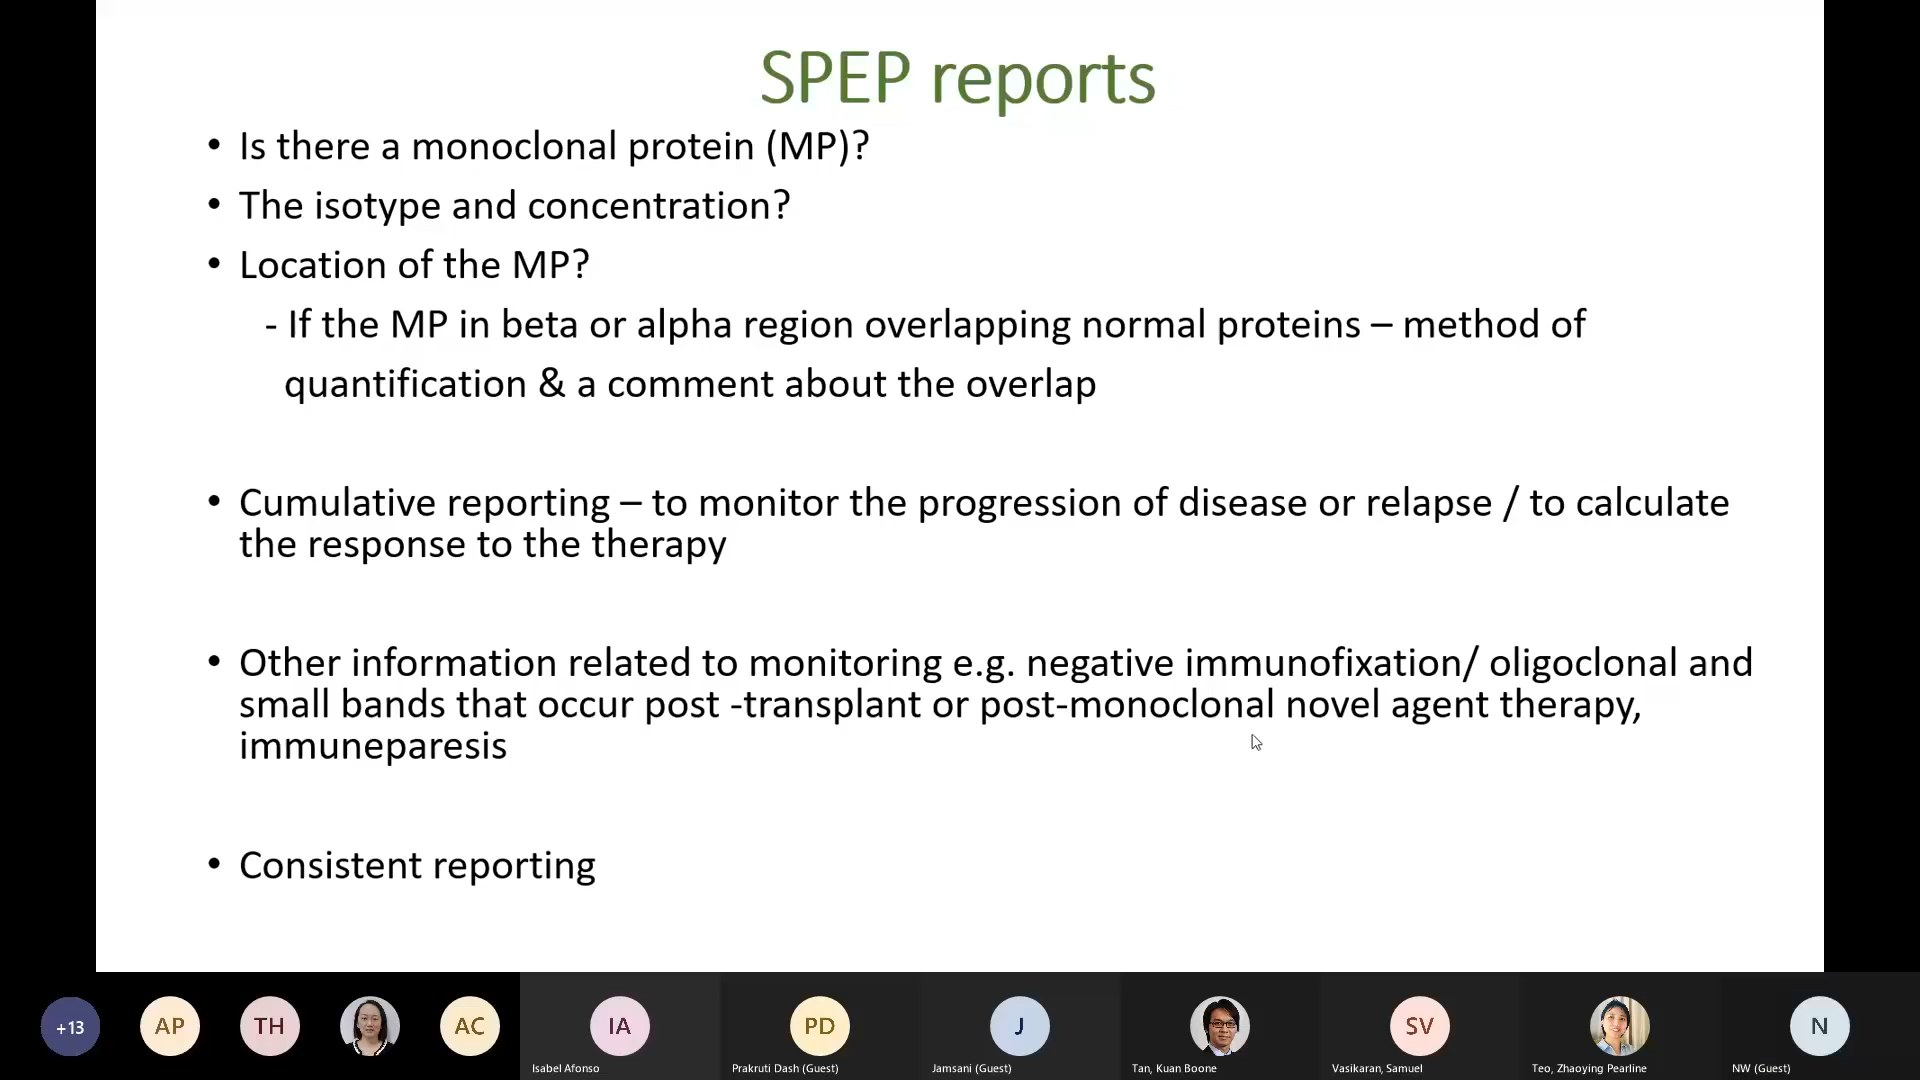 SPEP reports
• Is there a monoclonal protein (MP)?
• The isotype and concentration?
• Location of the MP?
- If the MP in beta or alpha region overlapping normal proteins – method of
quantification & a comment about the overlap
• Cumulative reporting – to monitor the progression of disease or relapse / to calculate
the response to the therapy
• Other information related to monitoring e.g. negative immunofixation/ oligoclonal and
small bands that occur post -transplant or post-monoclonal novel agent therapy,
immuneparesis
• Consistent reporting
+13
AP
TH
AC
IA
PD
J
SV
N
Isabel Afonso
Prakruti Dash (Guest)
Jamsani (Guest)
Tan, Kuan Boone
Vasikaran, Samuel
Teo, Zhaoying Pearline
NW (Guest)